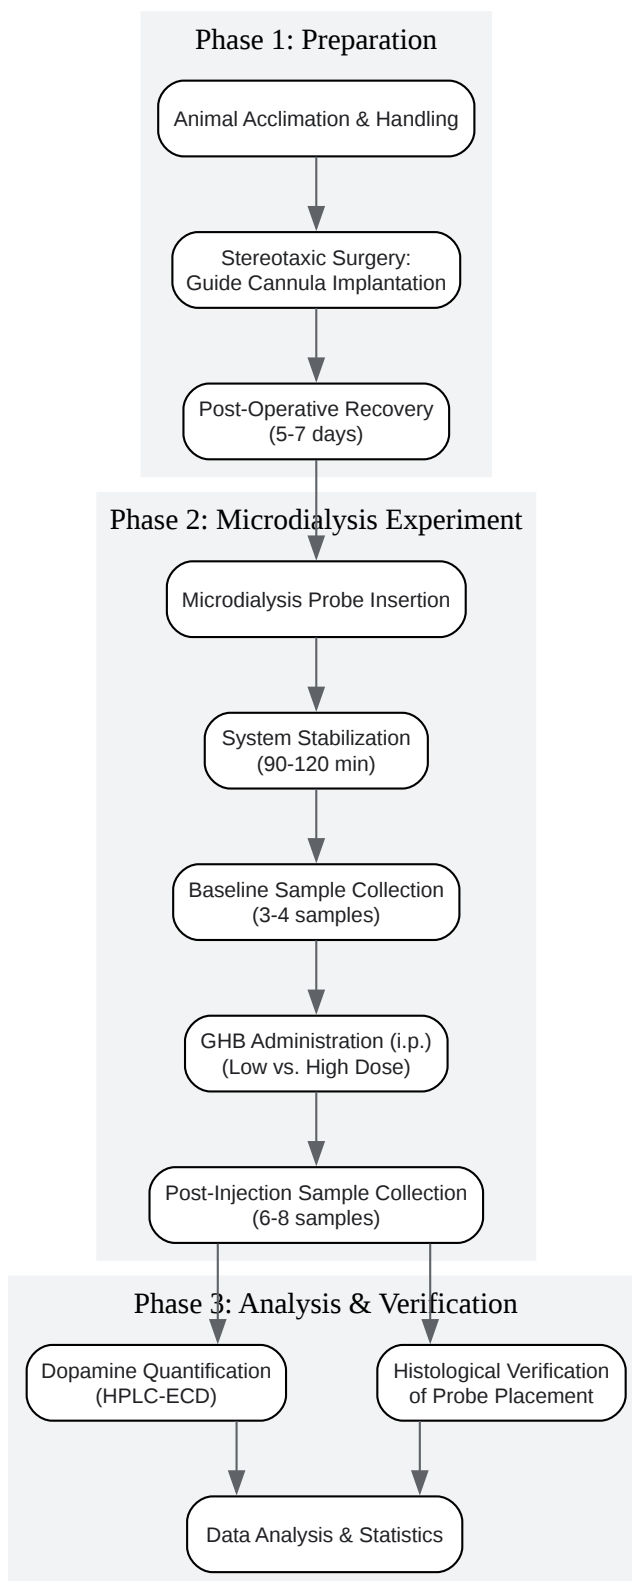 Phase 1: Preparation
Animal Acclimation & Handling
Stereotaxic Surgery:
Guide Cannula Implantation
Post-Operative Recovery
(5-7 days)
Phase 2: Microdialysis Experiment
Microdialysis Probe Insertion
System Stabilization
(90-120 min)
Baseline Sample Collection
(3-4 samples)
GHB Administration (i.p.)
(Low vs. High Dose)
Post-Injection Sample Collection
(6-8 samples)
Phase 3: Analysis & Verification
Dopamine Quantification
(HPLC-ECD)
Histological Verification
of Probe Placement
Data Analysis & Statistics